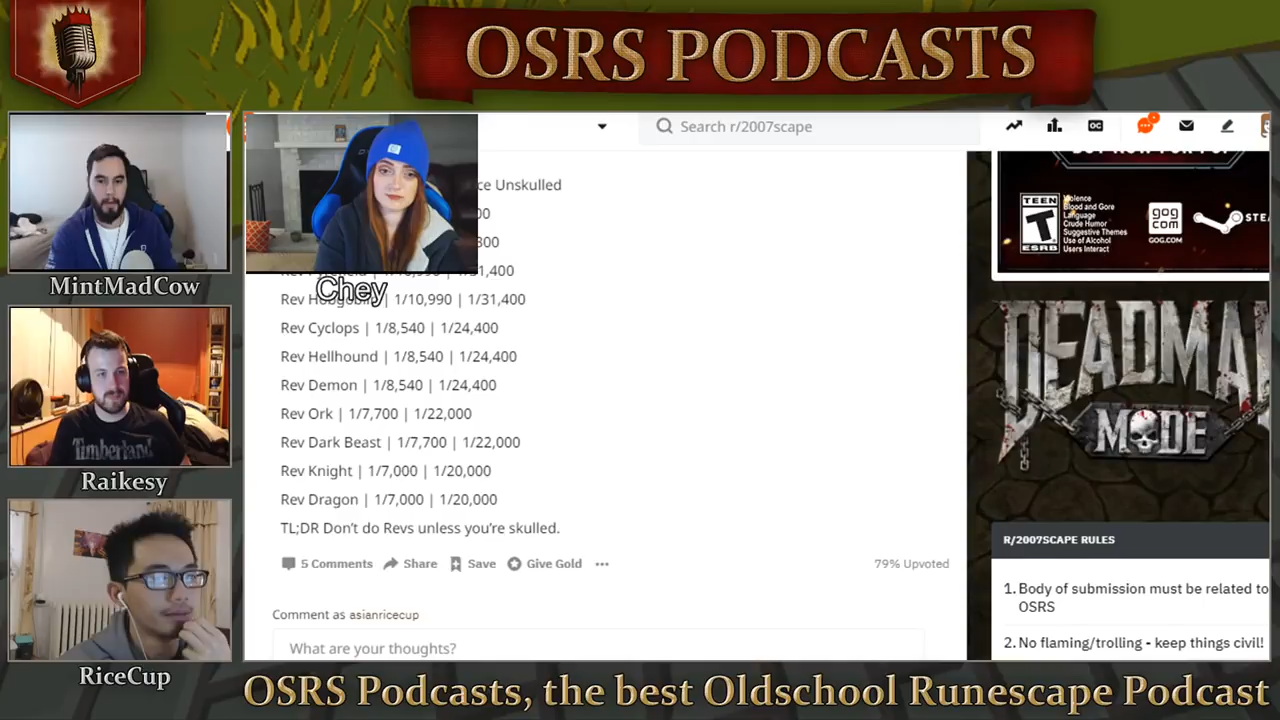 OSRS PODCASTS
MintMadCow
Raikesy
RiceCup
Chey
Search r/2007scape
Unskilled
Rev Hobgoblin | 1/10,990 | 1/31,400
Rev Cyclops | 1/8,540 | 1/24,400
Rev Hellhound | 1/8,540 | 1/24,400
Rev Demon | 1/8,540 | 1/24,400
Rev Ork | 1/7,700 | 1/22,000
Rev Dark Beast | 1/7,700 | 1/22,000
Rev Knight | 1/7,000 | 1/20,000
Rev Dragon | 1/7,000 | 1/20,000
TL;DR Don't do Revs unless you're skulled.
5 Comments Share Save Give Gold
79% Upvoted
Comment as asianricecup
What are your thoughts?
TEEN
T
ESRB
Violence
Blood and Gore
Language
Crude Humor
Suggestive Themes
Use of Alcohol
Users Interact
gog
com
GOG.COM
STEA
DEADMA
MODE
R/2007SCAPE RULES
1. Body of submission must be related to
OSRS
2. No flaming/trolling - keep things civil!
Timberland
OSRS Podcasts, the best Oldschool Runescape Podcast